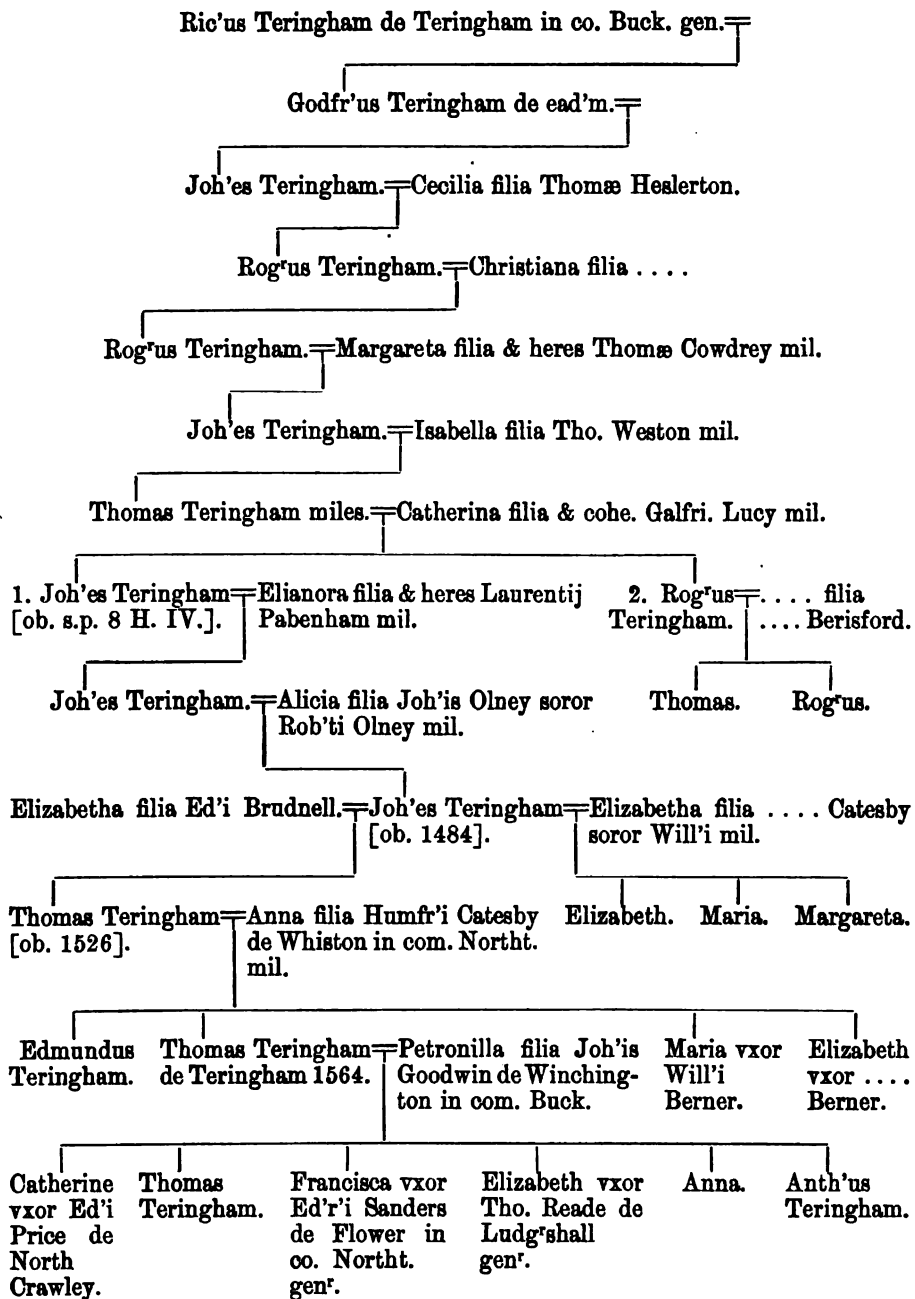 Ric'us Teringham de Teringham in co. Buck. gen.
Godfr'us Teringham de ead'm.
Joh'es Teringham. Cecilia filia Thomæ Heslerton.
Rogʳus Teringham. Christiana filia . . . .
Rogʳus Teringham. Margareta filia & heres Thomæ Cowdrey mil.
Joh'es Teringham. Isabella filia Tho. Weston mil.
Thomas Teringham miles. Catherina filia & cohe. Galfri. Lucy mil.
1. Joh'es Teringham
[ob. s.p. 8 H. IV.].
Elianora filia & heres Laurentij
Pabenham mil.
2. Rogʳus
Teringham.
. . . . filia
. . . . Berisford.
Joh'es Teringham.
Alicia filia Joh'is Olney soror
Rob'ti Olney mil.
Thomas.
Rogʳus.
Elizabetha filia Ed'i Brudnell.
Joh'es Teringham
[ob. 1484].
Elizabetha filia . . . . Catesby
soror Will'i mil.
Thomas Teringham
[ob. 1526].
Anna filia Humfr'i Catesby
de Whiston in com. Northt.
mil.
Elizabeth.
Maria.
Margareta.
Edmundus
Teringham.
Thomas Teringham
de Teringham 1564.
Petronilla filia Joh'is
Goodwin de Winching-
ton in com. Buck.
Maria vxor
Will'i
Berner.
Elizabeth
vxor . . . .
Berner.
Catherine
vxor Ed'i
Price de
North
Crawley.
Thomas
Teringham.
Francisca vxor
Ed'r'i Sanders
de Flower in
co. Northt.
genʳ.
Elizabeth vxor
Tho. Reade de
Ludgʳshall
genʳ.
Anna.
Anth'us
Teringham.